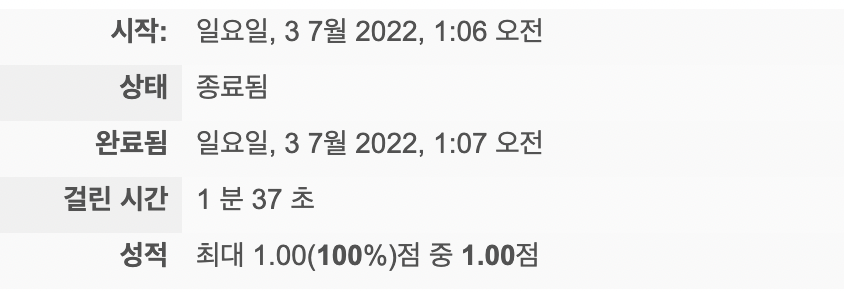 시작: 일요일, 3 7월 2022, 1:06 오전
상태 종료됨
완료됨 일요일, 3 7월 2022, 1:07 오전
걸린 시간 1 분 37 초
성적 최대 1.00(100%)점 중 1.00점